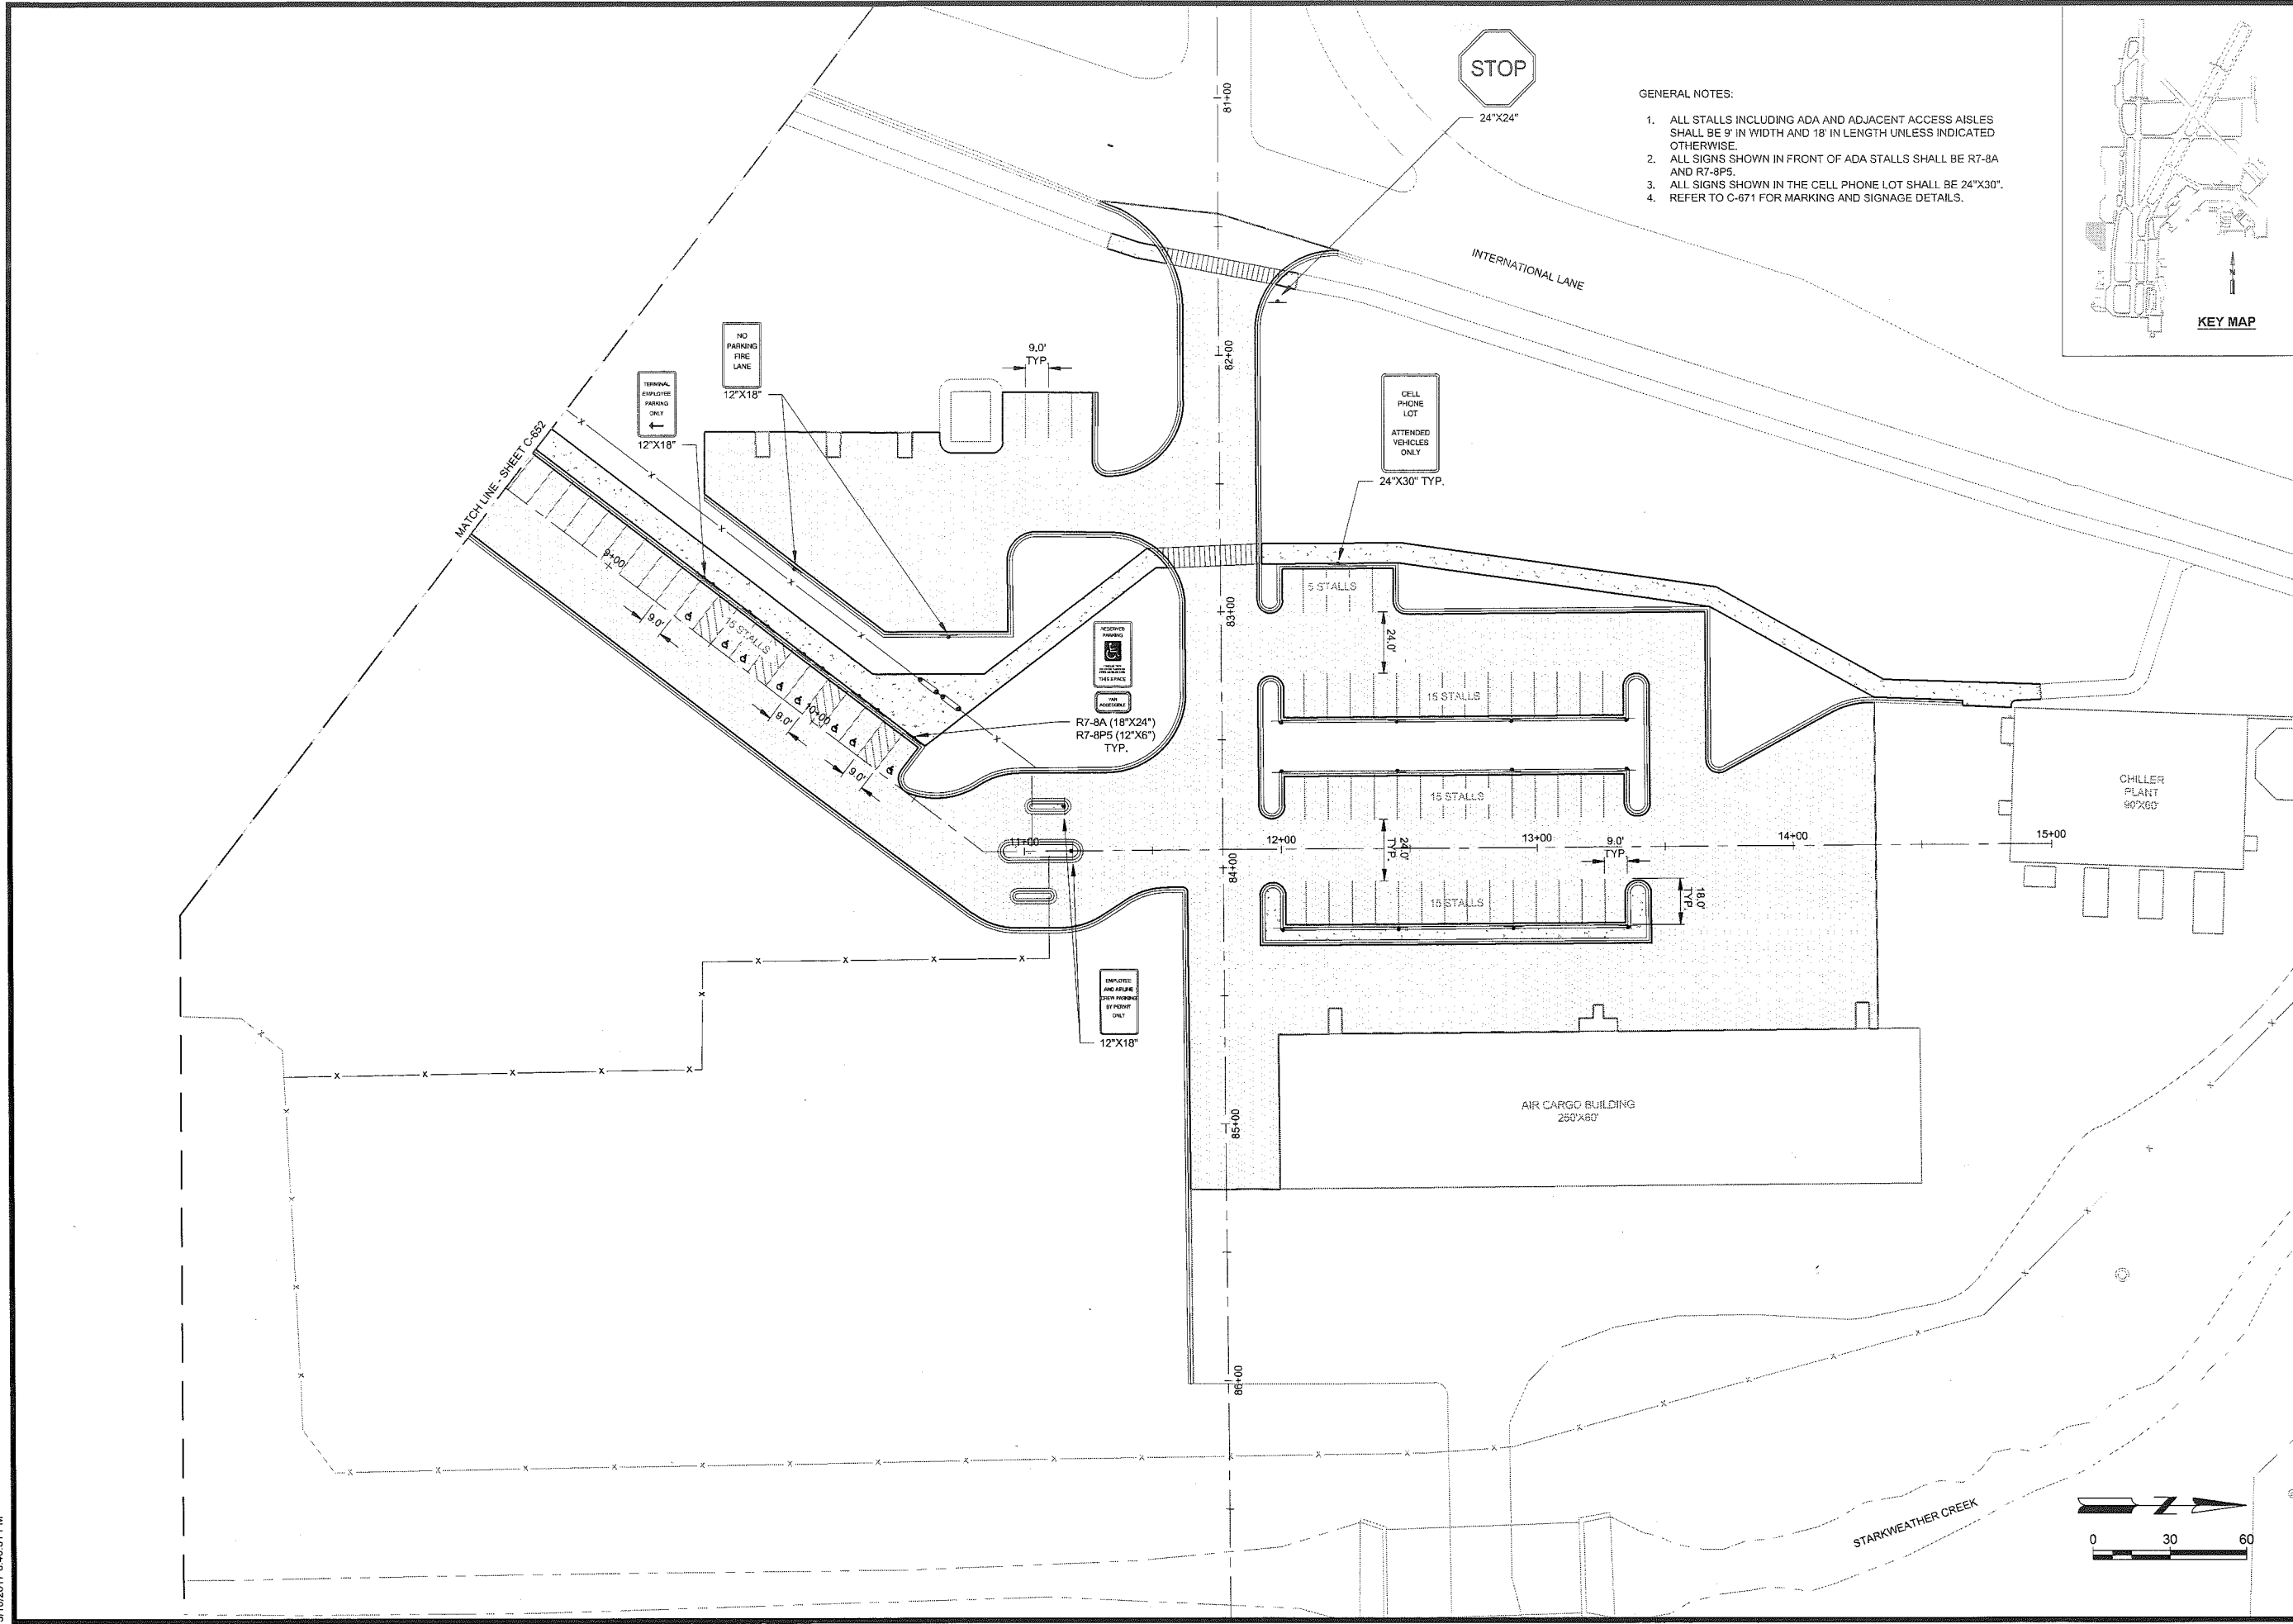 STOP
24"X24"
GENERAL NOTES:
1. ALL STALLS INCLUDING ADA AND ADJACENT ACCESS AISLES
SHALL BE 9' IN WIDTH AND 18' IN LENGTH UNLESS INDICATED
OTHERWISE.
2. ALL SIGNS SHOWN IN FRONT OF ADA STALLS SHALL BE R7-8A
AND R7-8P5.
3. ALL SIGNS SHOWN IN THE CELL PHONE LOT SHALL BE 24"X30".
4. REFER TO C-671 FOR MARKING AND SIGNAGE DETAILS.
N
KEY MAP
81+00
INTERNATIONAL LANE
82+00
NO
PARKING
FIRE
LANE
12"X18"
9.0'
TYP.
TERMINAL
EMPLOYEE
PARKING
ONLY
12"X18"
CELL
PHONE
LOT
ATTENDED
VEHICLES
ONLY
24"X30" TYP.
MATCH LINE - SHEET C-652
9+00
9.0'
15 STALLS
9.0'
10+00
9.0'
83+00
5 STALLS
24.0'
RESERVED
PARKING
THIS SPACE
VAN
ACCESSIBLE
R7-8A (18"X24")
R7-8P5 (12"X6")
TYP.
15 STALLS
15 STALLS
CHILLER
PLANT
90'X60'
11+00
12+00
13+00
14+00
15+00
24.0'
TYP.
9.0'
TYP.
84+00
15 STALLS
18.0'
TYP.
EMPLOYEE
AND AIRLINE
CREW PARKING
BY PERMIT
ONLY
12"X18"
AIR CARGO BUILDING
250'X60'
85+00
86+00
STARKWEATHER CREEK
N
0 30 60